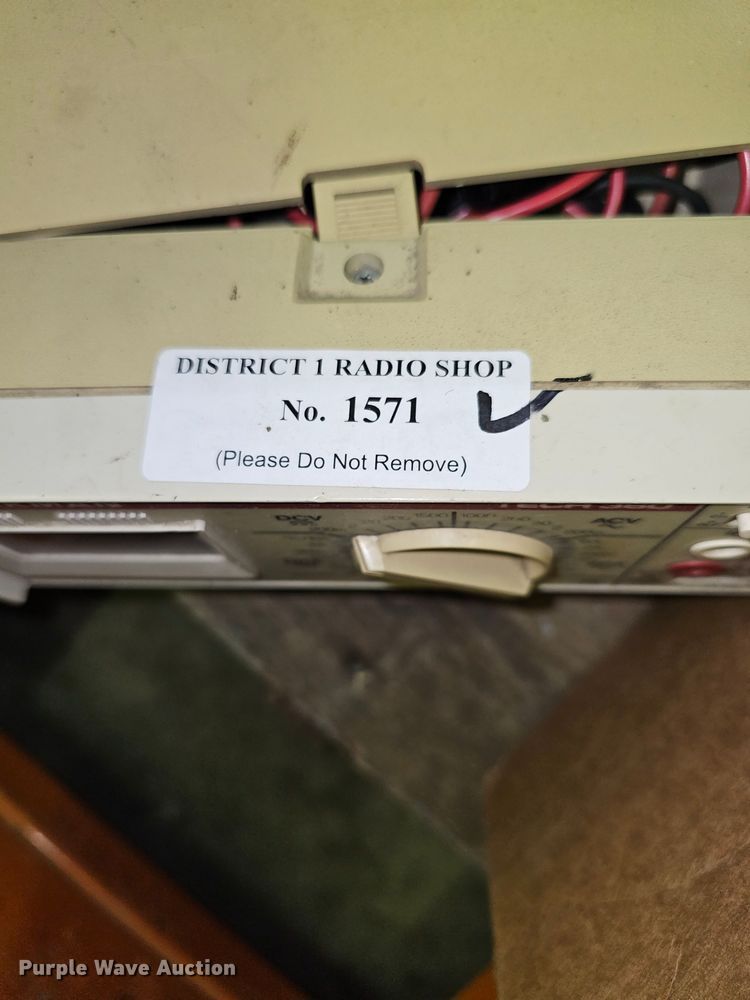 DISTRICT 1 RADIO SHOP
No. 1571
(Please Do Not Remove)
DCV
ACV
Purple Wave Auction